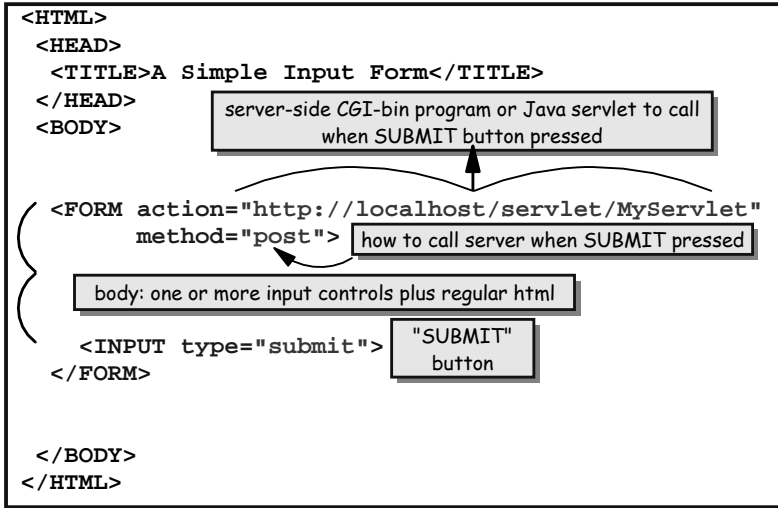 <HTML>
<HEAD>
<TITLE>A Simple Input Form</TITLE>
</HEAD>
<BODY>
server-side CGI-bin program or Java servlet to call
when SUBMIT button pressed
<FORM action="http://localhost/servlet/MyServlet"
method="post">
how to call server when SUBMIT pressed
body: one or more input controls plus regular html
<INPUT type="submit">
"SUBMIT"
button
</FORM>
</BODY>
</HTML>